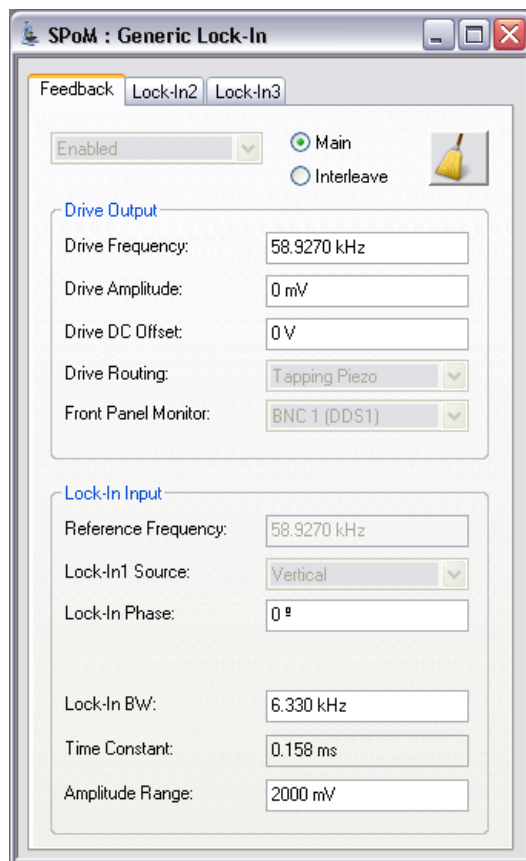 SPoM : Generic Lock-In
Feedback Lock-In2 Lock-In3
Enabled
Main
Interleave
Drive Output
Drive Frequency: 58.9270 kHz
Drive Amplitude: 0 mV
Drive DC Offset: 0 V
Drive Routing: Tapping Piezo
Front Panel Monitor: BNC 1 (DDS1)
Lock-In Input
Reference Frequency: 58.9270 kHz
Lock-In1 Source: Vertical
Lock-In Phase: 0 º
Lock-In BW: 6.330 kHz
Time Constant: 0.158 ms
Amplitude Range: 2000 mV